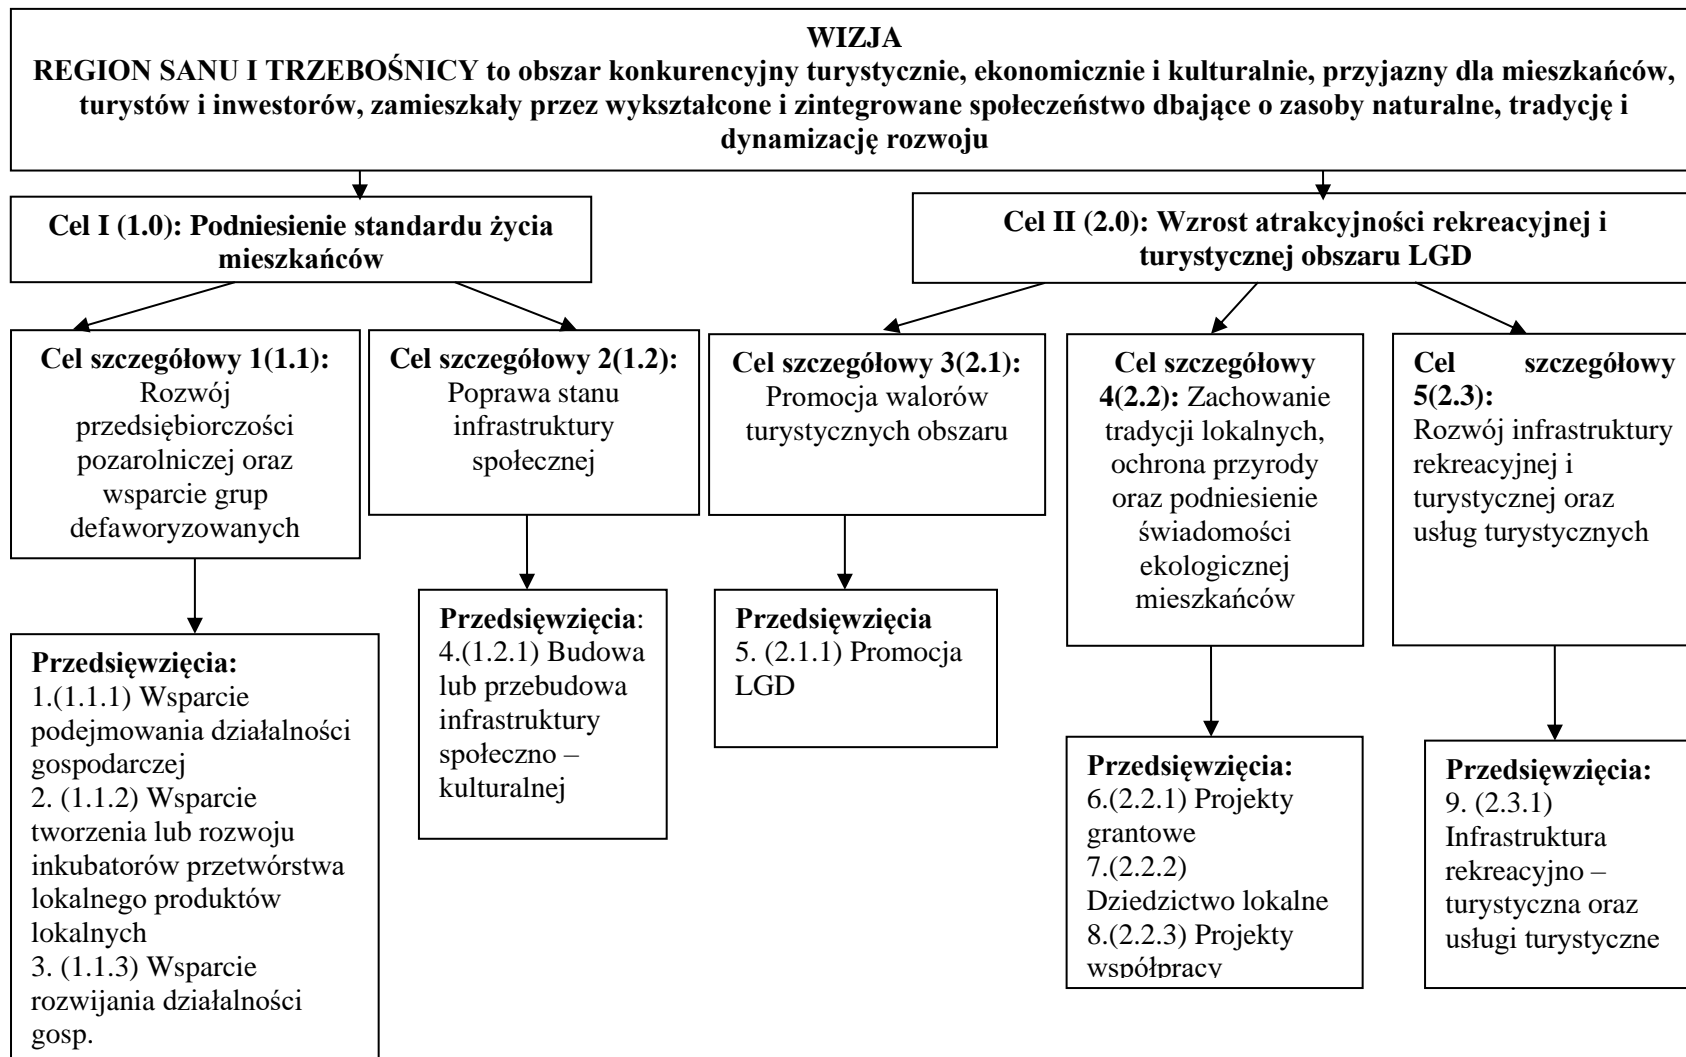 WIZJA
REGION SANU I TRZEBOŚNICY to obszar konkurencyjny turystycznie, ekonomicznie i kulturalnie, przyjazny dla mieszkańców,
turystów i inwestorów, zamieszkały przez wykształcone i zintegrowane społeczeństwo dbające o zasoby naturalne, tradycję i
dynamizację rozwoju
Cel I (1.0): Podniesienie standardu życia
mieszkańców
Cel II (2.0): Wzrost atrakcyjności rekreacyjnej i
turystycznej obszaru LGD
Cel szczegółowy 1(1.1):
Rozwój
przedsiębiorczości
pozarolniczej oraz
wsparcie grup
defaworyzowanych
Cel szczegółowy 2(1.2):
Poprawa stanu
infrastruktury
społecznej
Cel szczegółowy 3(2.1):
Promocja walorów
turystycznych obszaru
Cel szczegółowy
4(2.2): Zachowanie
tradycji lokalnych,
ochrona przyrody
oraz podniesienie
świadomości
ekologicznej
mieszkańców
Cel szczegółowy
5(2.3):
Rozwój infrastruktury
rekreacyjnej i
turystycznej oraz
usług turystycznych
Przedsięwzięcia:
1.(1.1.1) Wsparcie
podejmowania działalności
gospodarczej
2. (1.1.2) Wsparcie
tworzenia lub rozwoju
inkubatorów przetwórstwa
lokalnego produktów
lokalnych
3. (1.1.3) Wsparcie
rozwijania działalności
gosp.
Przedsięwzięcia:
4.(1.2.1) Budowa
lub przebudowa
infrastruktury
społeczno –
kulturalnej
Przedsięwzięcia
5. (2.1.1) Promocja
LGD
Przedsięwzięcia:
6.(2.2.1) Projekty
grantowe
7.(2.2.2)
Dziedzictwo lokalne
8.(2.2.3) Projekty
współpracy
Przedsięwzięcia:
9. (2.3.1)
Infrastruktura
rekreacyjno –
turystyczna oraz
usługi turystyczne